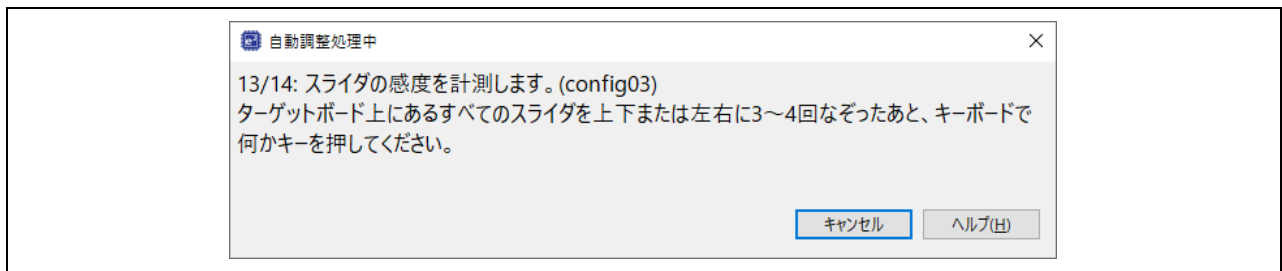 自動調整処理中
13/14: スライダの感度を計測します。(config03)
ターゲットボード上にあるすべてのスライダを上下または左右に3～4回なぞったあと、キーボードで
何かキーを押してください。
キャンセル
ヘルプ(H)